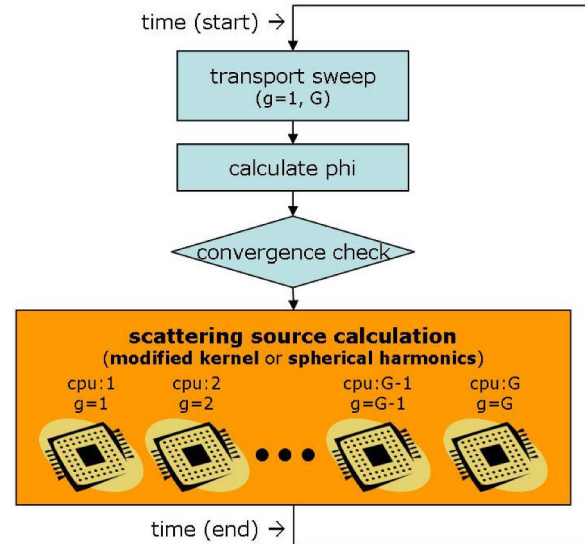 time (start) →
transport sweep
(g=1, G)
calculate phi
convergence check
scattering source calculation
(modified kernel or spherical harmonics)
cpu:1 cpu:2 cpu:G-1 cpu:G
g=1 g=2 g=G-1 g=G
time (end) →